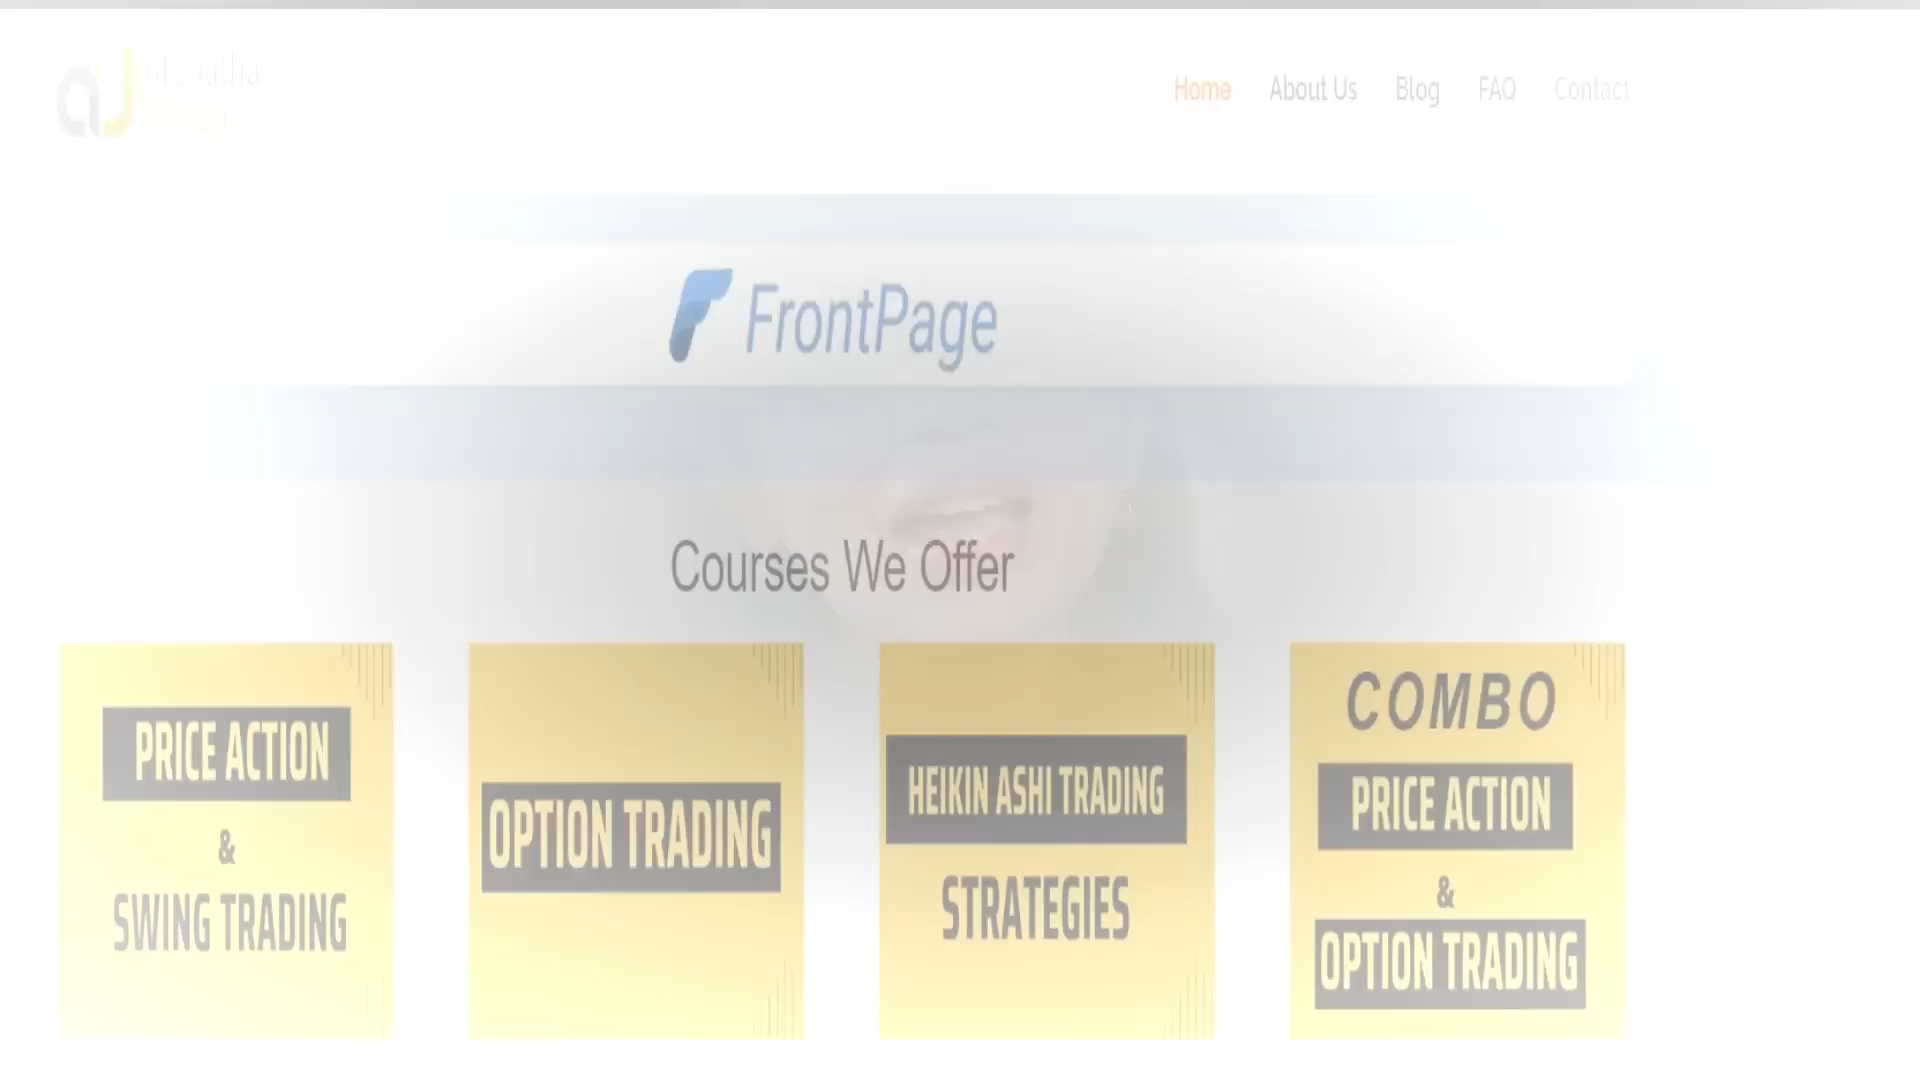 Home About Us Blog FAQ Contact
FrontPage
Courses We Offer
PRICE ACTION
&
SWING TRADING
OPTION TRADING
HEIKIN ASHI TRADING
STRATEGIES
COMBO
PRICE ACTION
&
OPTION TRADING